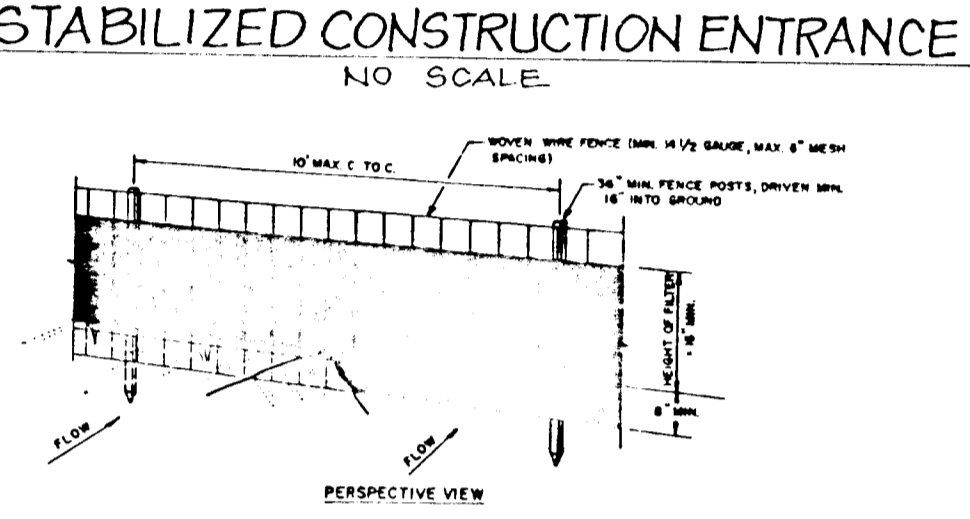 STABILIZED CONSTRUCTION ENTRANCE
NO SCALE
WOVEN WIRE FENCE (MIN. 14 1/2 GAUGE, MAX. 6" MESH
SPACING)
10' MAX. C TO C.
36" MIN. FENCE POSTS, DRIVEN MIN.
16" INTO GROUND
HEIGHT OF FILTER
16" MIN.
8" MIN.
FLOW
FLOW
PERSPECTIVE VIEW